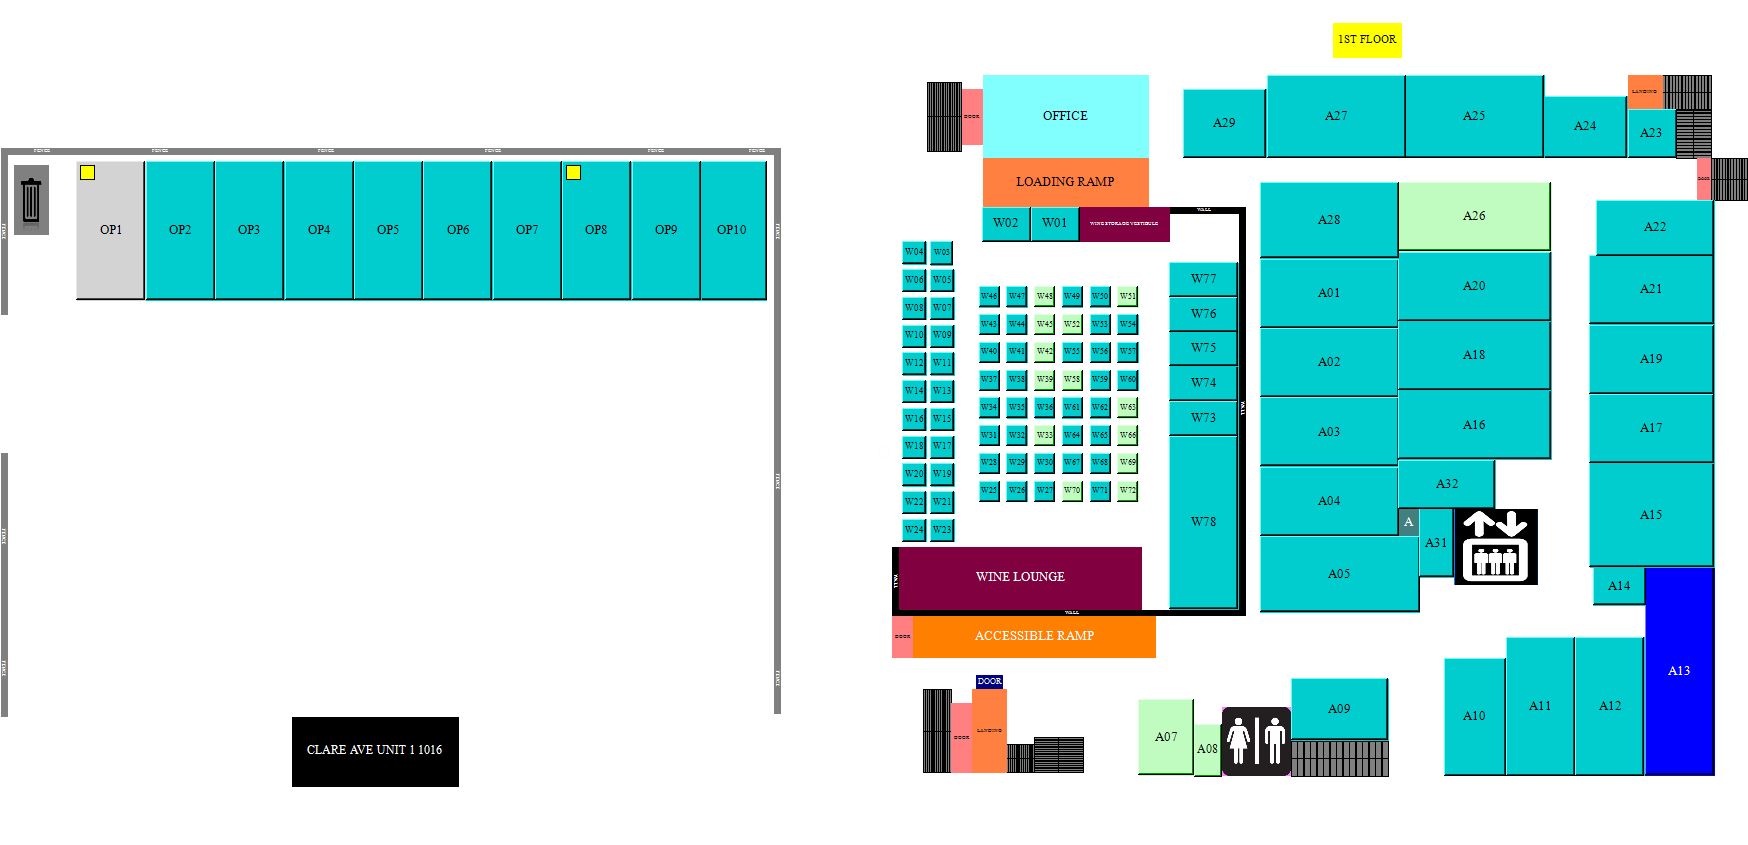 1ST FLOOR
FENCE FENCE FENCE FENCE FENCE FENCE
FENCE
FENCE
FENCE
FENCE
FENCE
FENCE
OP1 OP2 OP3 OP4 OP5 OP6 OP7 OP8 OP9 OP10
CLARE AVE UNIT 1 1016
OFFICE
DOOR
LOADING RAMP
W02 W01 WINE STORAGE VESTIBULE
WALL
WALL
A29 A27 A25 A24 A23
LANDING
DOOR
W04 W03
W06 W05
W08 W07
W10 W09
W12 W11
W14 W13
W16 W15
W18 W17
W20 W19
W22 W21
W24 W23
W46 W47 W48 W49 W50 W51
W43 W44 W45 W52 W53 W54
W40 W41 W42 W55 W56 W57
W37 W38 W39 W58 W59 W60
W34 W35 W36 W61 W62 W63
W31 W32 W33 W64 W65 W66
W28 W29 W30 W67 W68 W69
W25 W26 W27 W70 W71 W72
W77
W76
W75
W74
W73
W78
A28 A26
A01 A20
A02 A18
A03 A16
A04 A32
A A31
A05
A22
A21
A19
A17
A15
A14
A13
WALL
WINE LOUNGE
WALL
DOOR
ACCESSIBLE RAMP
DOOR
DOOR
LANDING
A07 A08 A09
A10 A11 A12